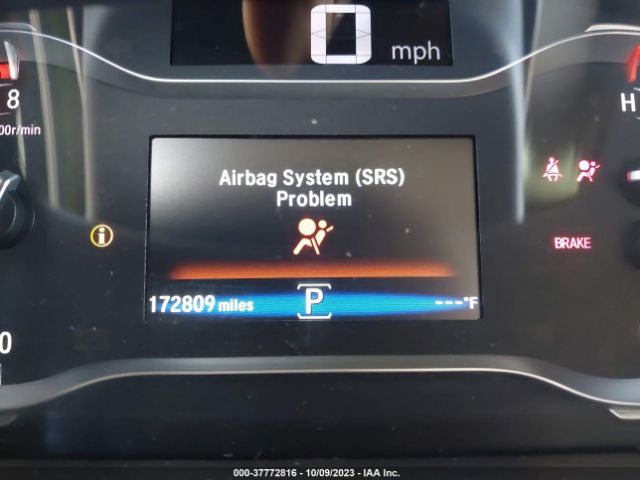 0 mph
8
00r/min
H
Airbag System (SRS)
Problem
i
BRAKE
172809 miles
P
---°F
0
000-37772816 - 10/09/2023 - IAA Inc.